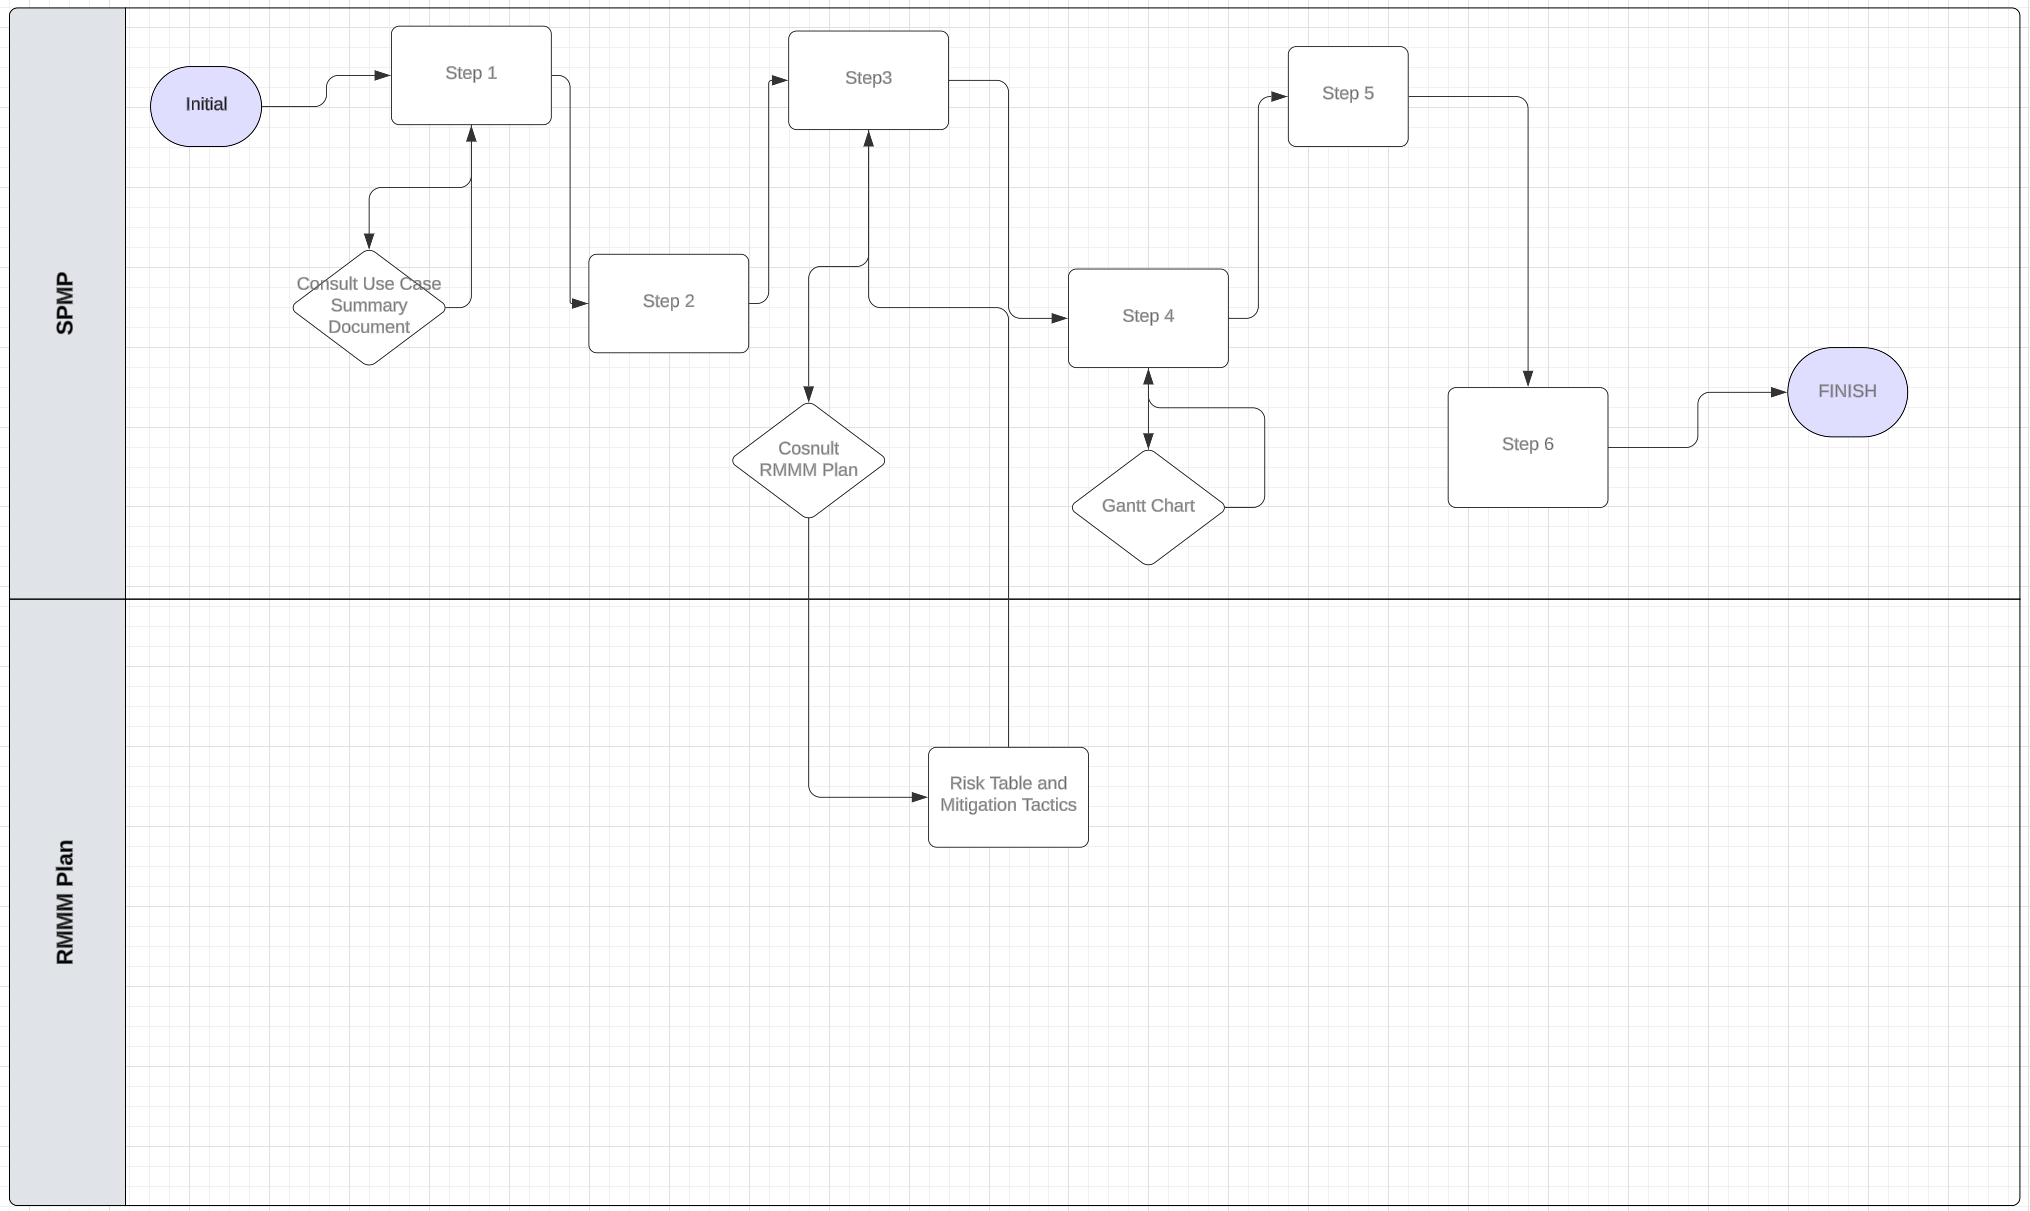 SPMP
Initial
Step 1
Consult Use Case
Summary
Document
Step 2
Step3
Cosnult
RMMM Plan
Step 4
Gantt Chart
Step 5
Step 6
FINISH
RMMM Plan
Risk Table and
Mitigation Tactics